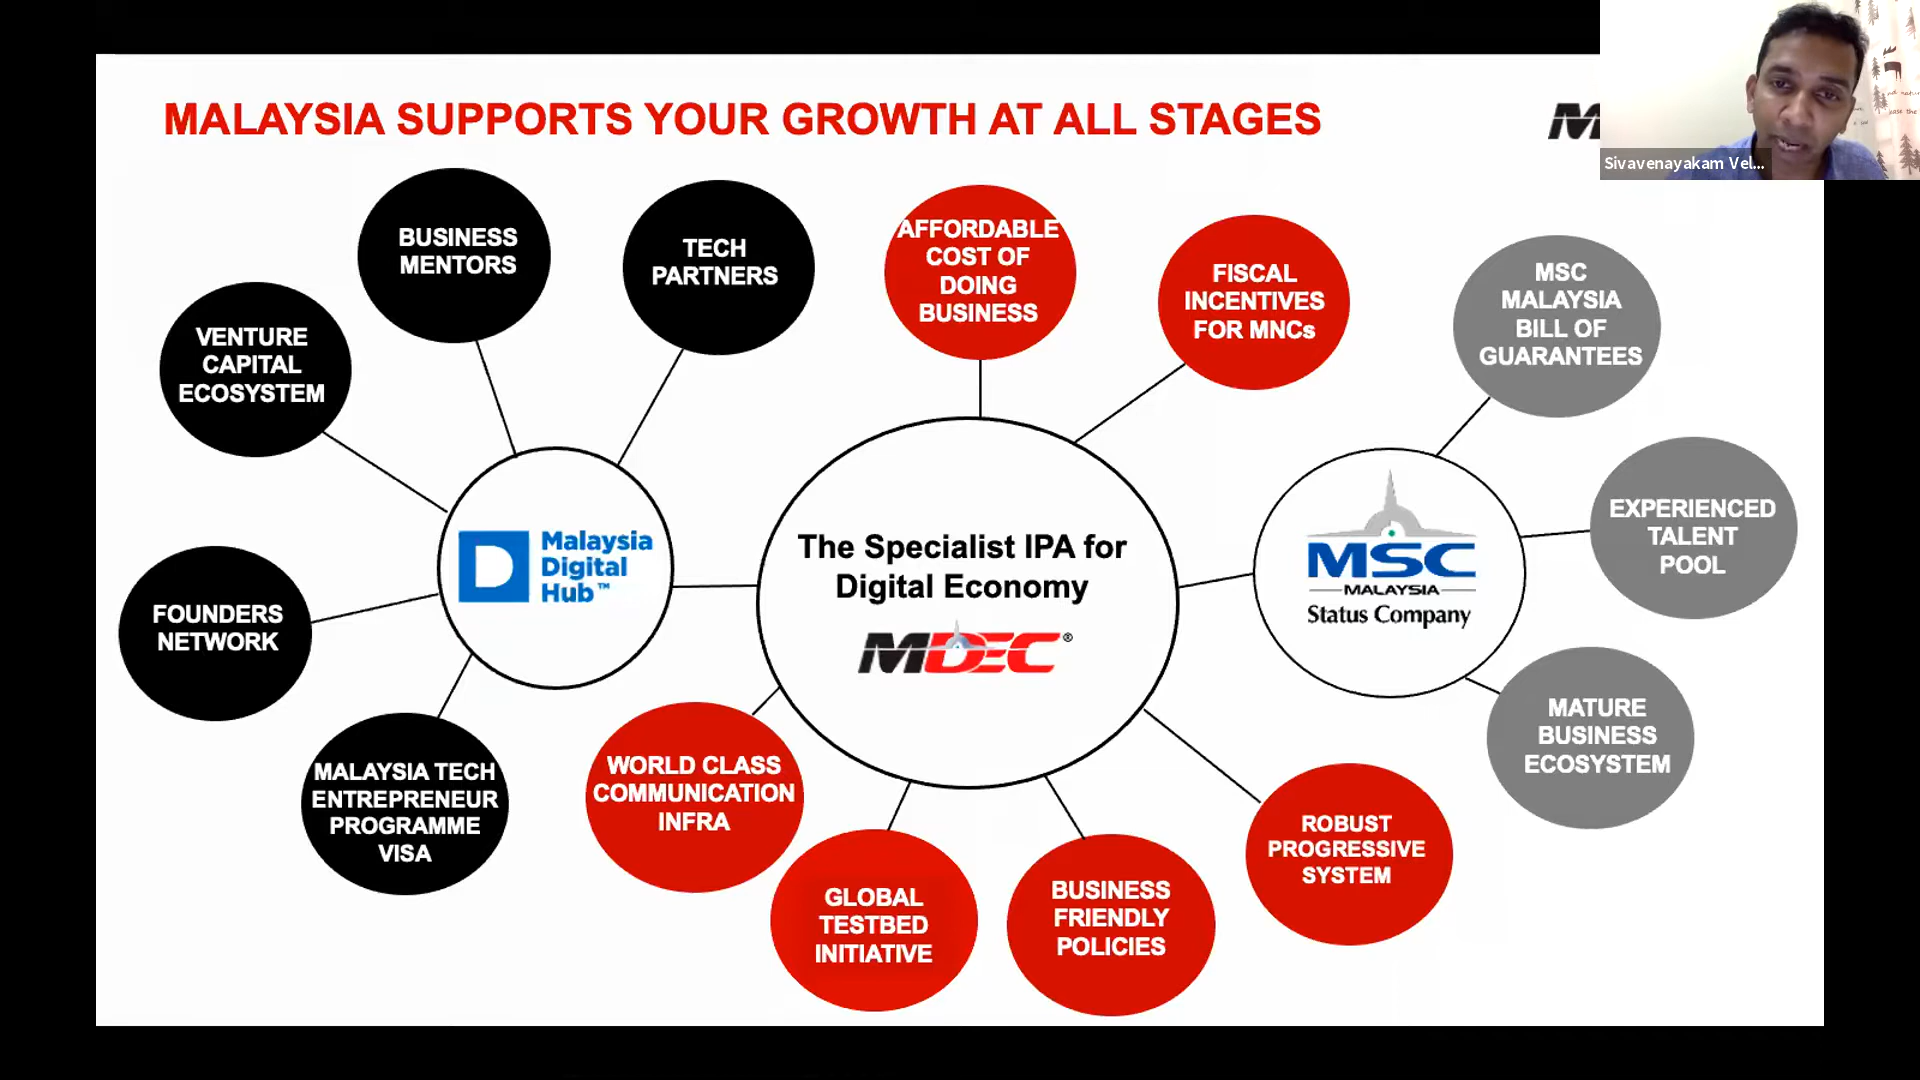 MALAYSIA SUPPORTS YOUR GROWTH AT ALL STAGES
Sivavenayakam Vel...
BUSINESS
MENTORS
TECH
PARTNERS
AFFORDABLE
COST OF
DOING
BUSINESS
FISCAL
INCENTIVES
FOR MNCs
MSC
MALAYSIA
BILL OF
GUARANTEES
VENTURE
CAPITAL
ECOSYSTEM
EXPERIENCED
TALENT
POOL
Malaysia
Digital
Hub™
The Specialist IPA for
Digital Economy
MDEC®
MSC
MALAYSIA
Status Company
FOUNDERS
NETWORK
MATURE
BUSINESS
ECOSYSTEM
MALAYSIA TECH
ENTREPRENEUR
PROGRAMME
VISA
WORLD CLASS
COMMUNICATION
INFRA
GLOBAL
TESTBED
INITIATIVE
BUSINESS
FRIENDLY
POLICIES
ROBUST
PROGRESSIVE
SYSTEM